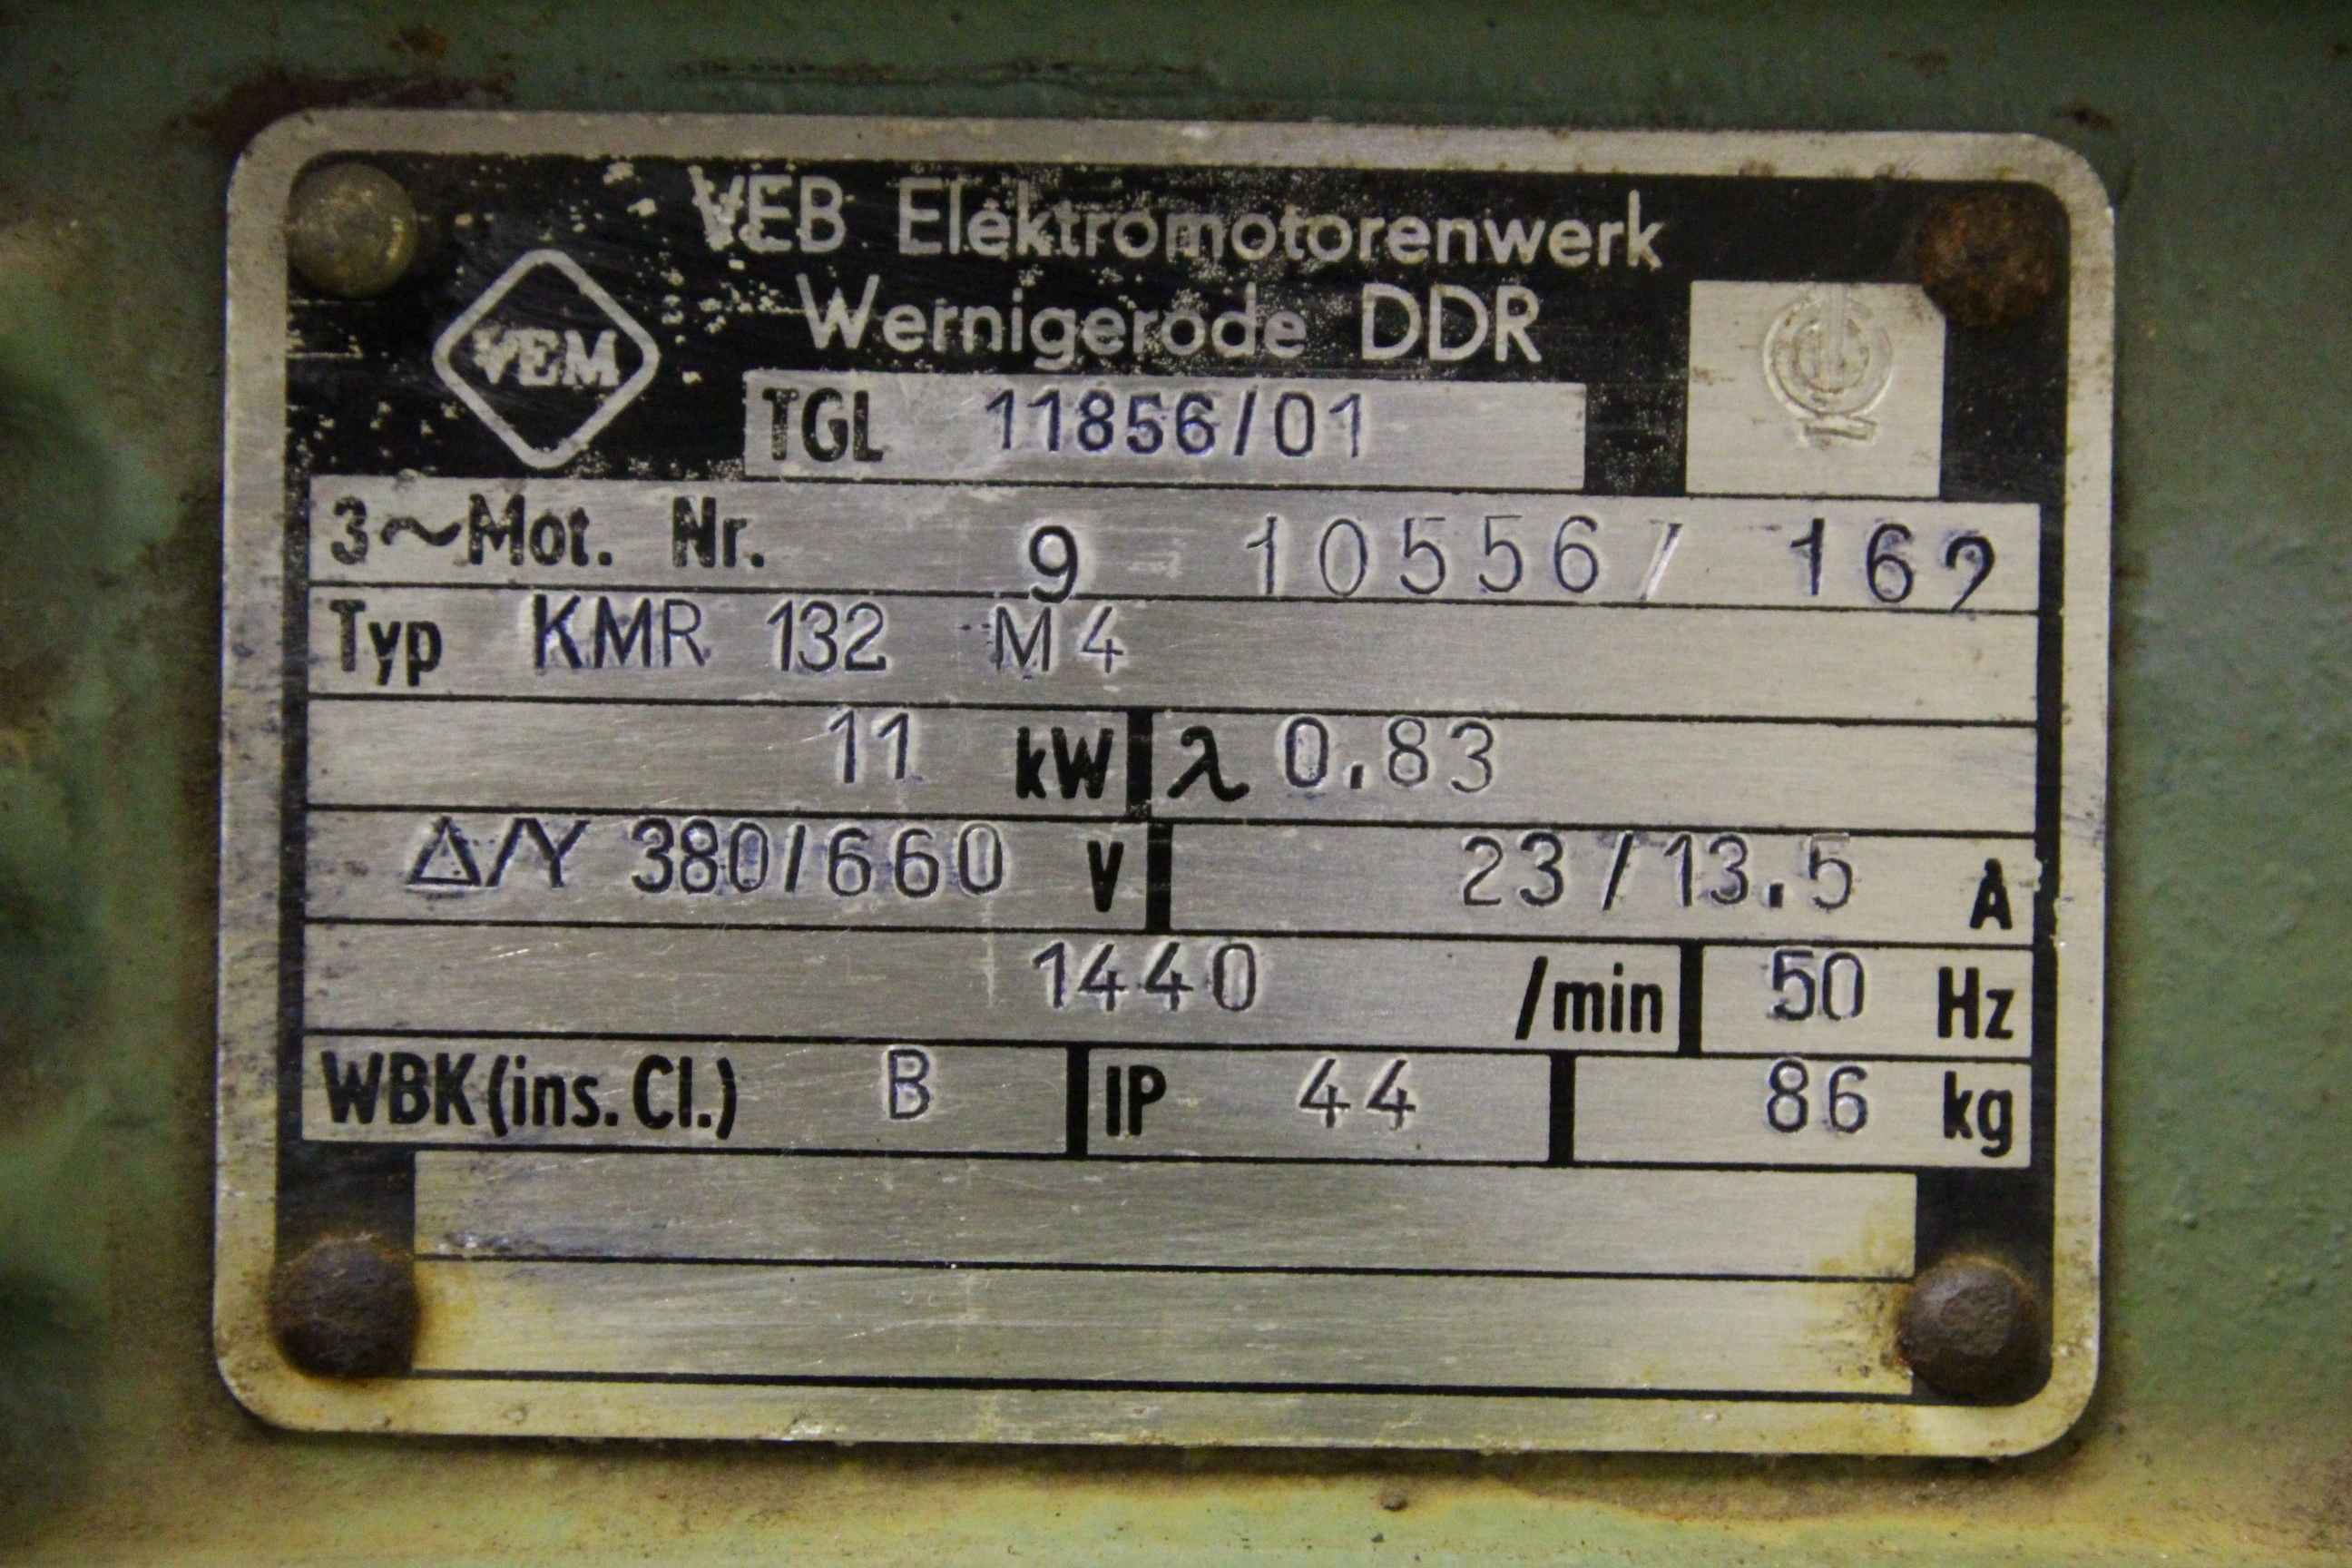 VEB Elektromotorenwerk
Wernigerode DDR
VEM
TGL 11856/01
3~Mot. Nr. 9 10556/ 162
Typ KMR 132 M4
11 kW λ 0.83
Δ/Y 380/660 V 23/13.5 A
1440 /min 50 Hz
WBK (ins. Cl.) B IP 44 86 kg